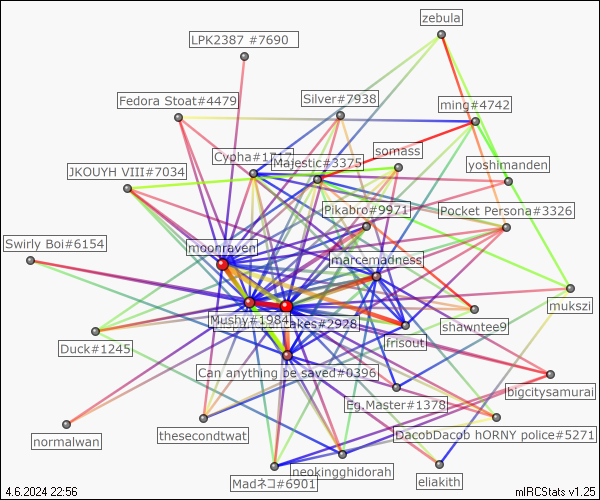 zebula
LPK2387 #7690
Fedora Stoat#4479
Silver#7938
ming#4742
Cypha#1717
Majestic#3375
somass
yoshimanden
JKOUYH VIII#7034
Pikabro#9971
Pocket Persona#3326
Swirly Boi#6154
moonraven
marcemadness
mukszi
Mushy#1984
akes#2928
shawntee9
Duck#1245
frisout
Can anything be saved#0396
bigcitysamurai
Eg.Master#1378
normalwan
thesecondtwat
DacobDacob hORNY police#5271
Madネコ#6901
neokingghidorah
eliakith
4.6.2024 22:56
mIRCStats v1.25